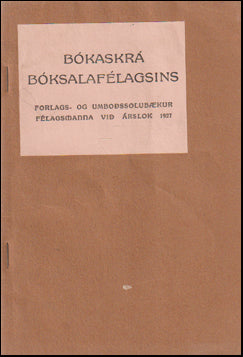 BÓKASKRÁ
BÓKSALAFÉLAGSINS
FORLAGS- OG UMBOÐSSÖLUBÆKUR
FÉLAGSMANNA VIÐ ÁRSLOK 1927